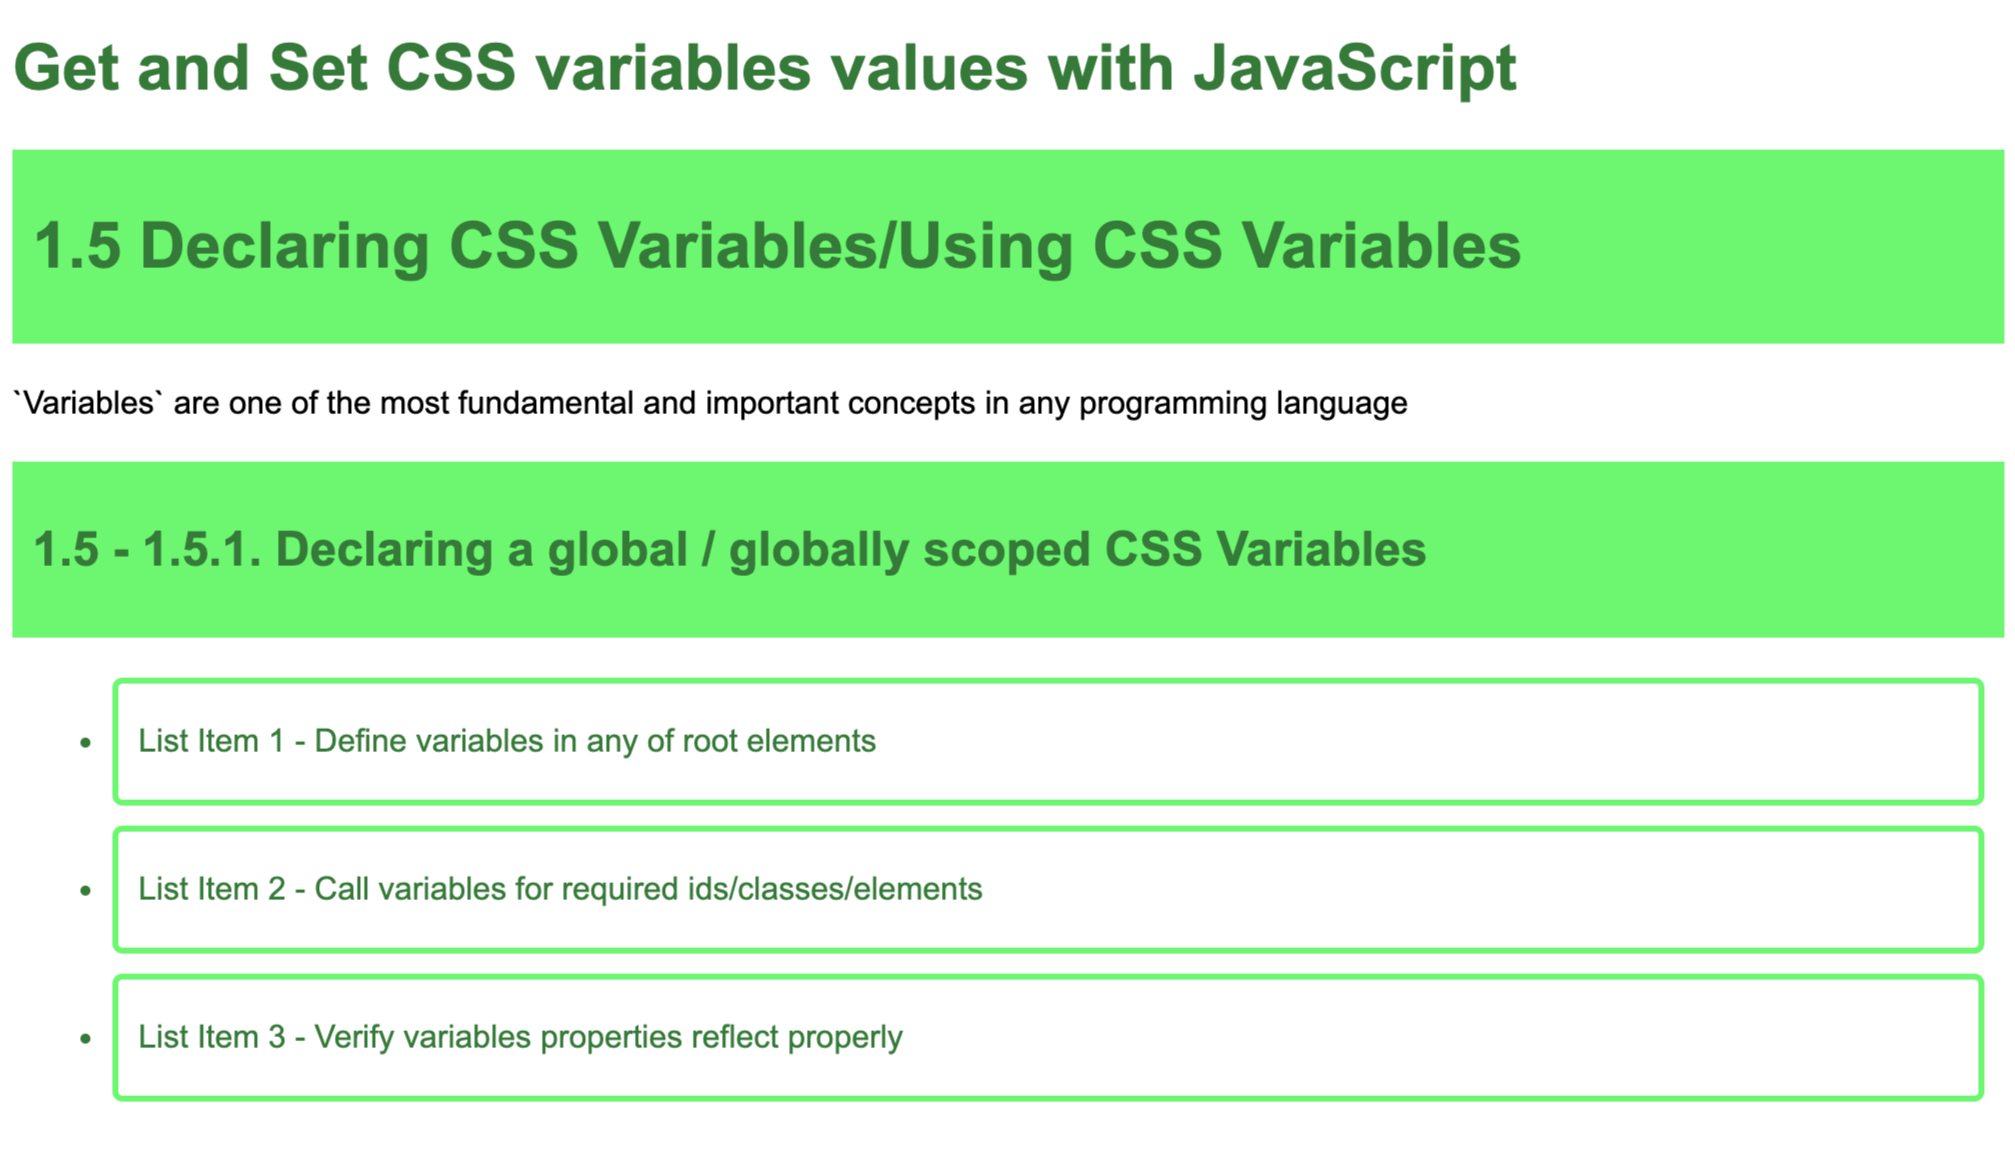 Get and Set CSS variables values with JavaScript
1.5 Declaring CSS Variables/Using CSS Variables
`Variables` are one of the most fundamental and important concepts in any programming language
1.5 - 1.5.1. Declaring a global / globally scoped CSS Variables
List Item 1 - Define variables in any of root elements
List Item 2 - Call variables for required ids/classes/elements
List Item 3 - Verify variables properties reflect properly